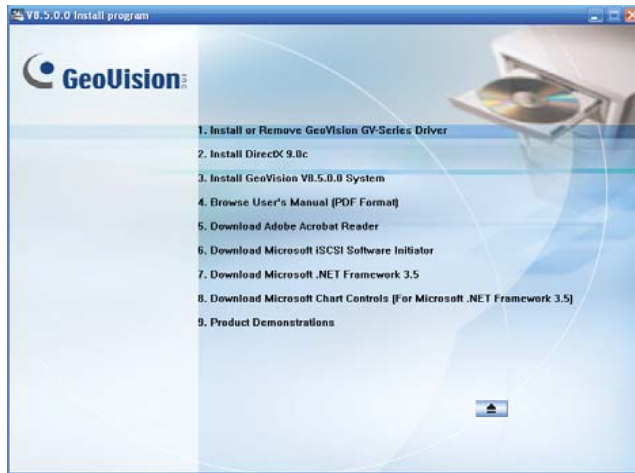 V8.5.0.0 Install program
GeoVision Inc
1. Install or Remove GeoVision GV-Series Driver
2. Install DirectX 9.0c
3. Install GeoVision V8.5.0.0 System
4. Browse User's Manual (PDF Format)
5. Download Adobe Acrobat Reader
6. Download Microsoft iSCSI Software Initiator
7. Download Microsoft .NET Framework 3.5
8. Download Microsoft Chart Controls (For Microsoft .NET Framework 3.5)
9. Product Demonstrations